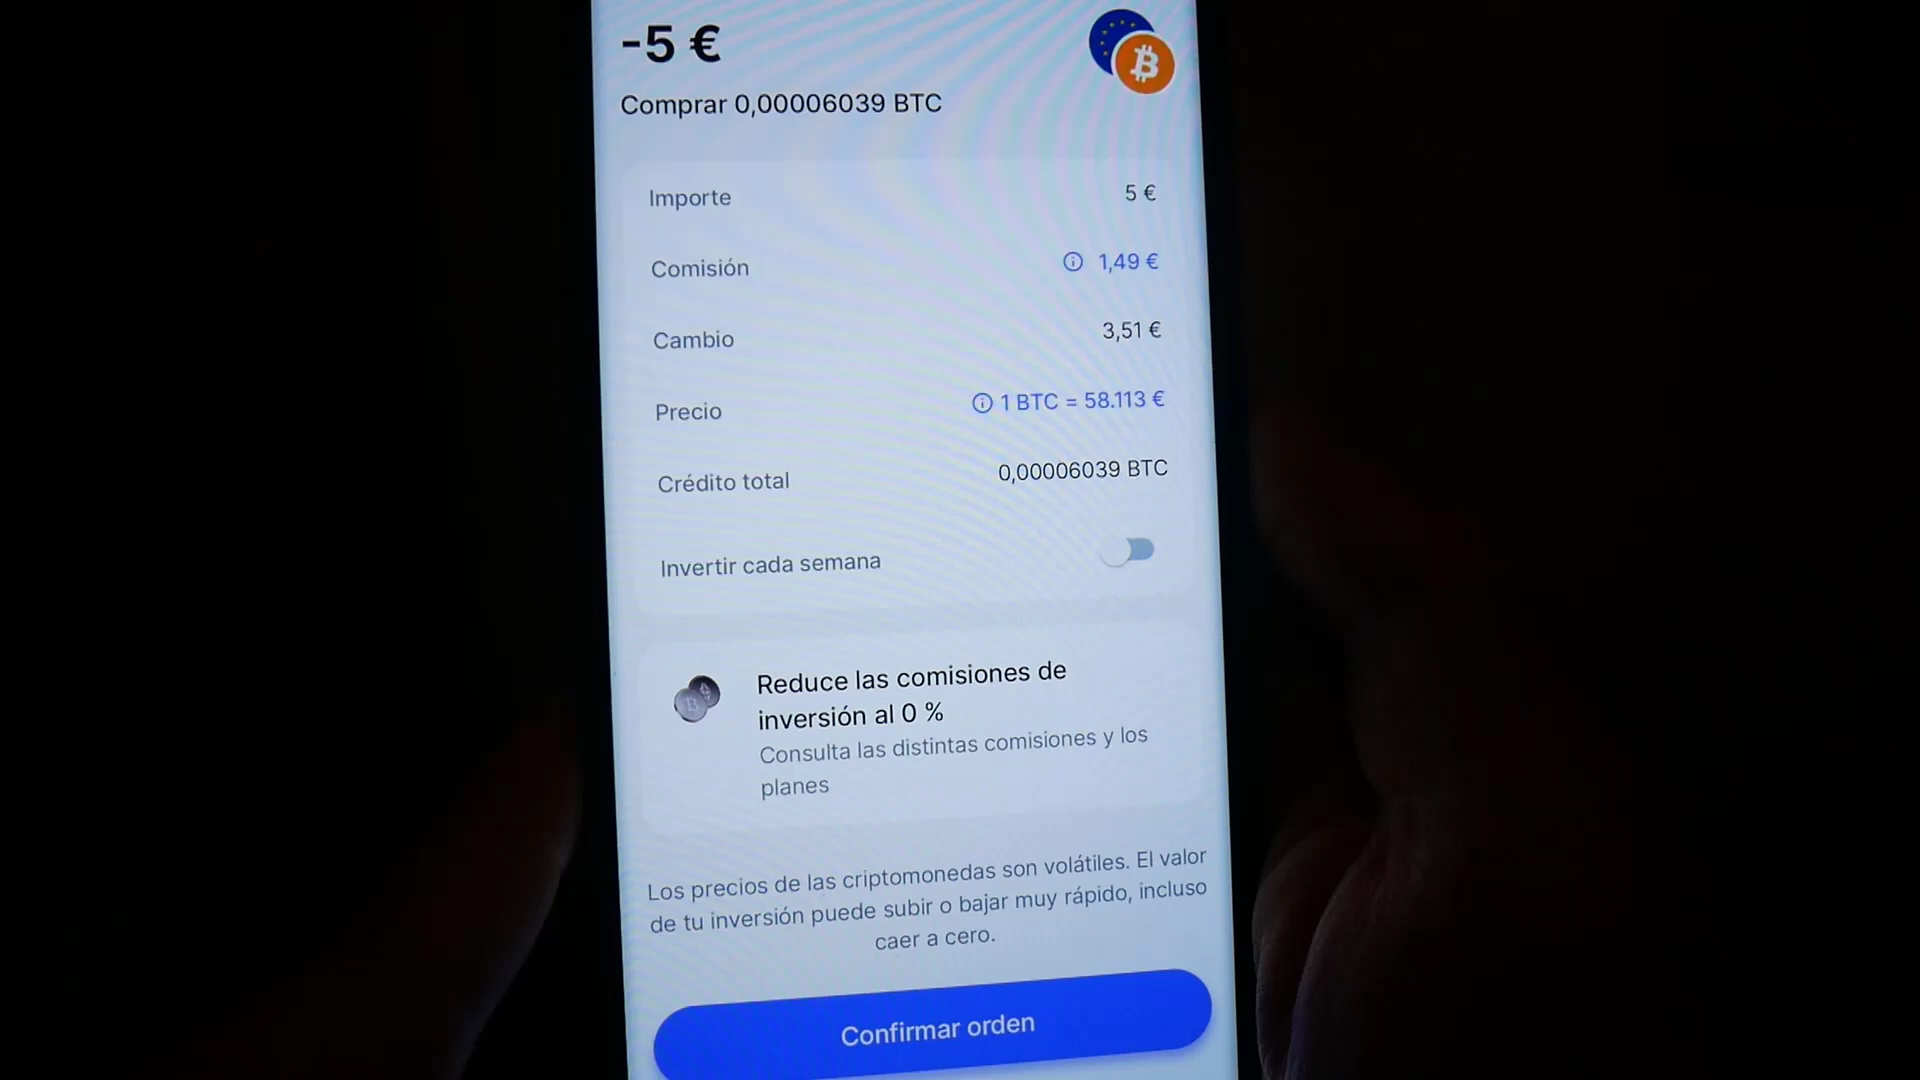 -5 €
Comprar 0,00006039 BTC
Importe 5 €
Comisión 1,49 €
Cambio 3,51 €
Precio 1 BTC = 58.113 €
Crédito total 0,00006039 BTC
Invertir cada semana
Reduce las comisiones de
inversión al 0 %
Consulta las distintas comisiones y los
planes
Los precios de las criptomonedas son volátiles. El valor
de tu inversión puede subir o bajar muy rápido, incluso
caer a cero.
Confirmar orden